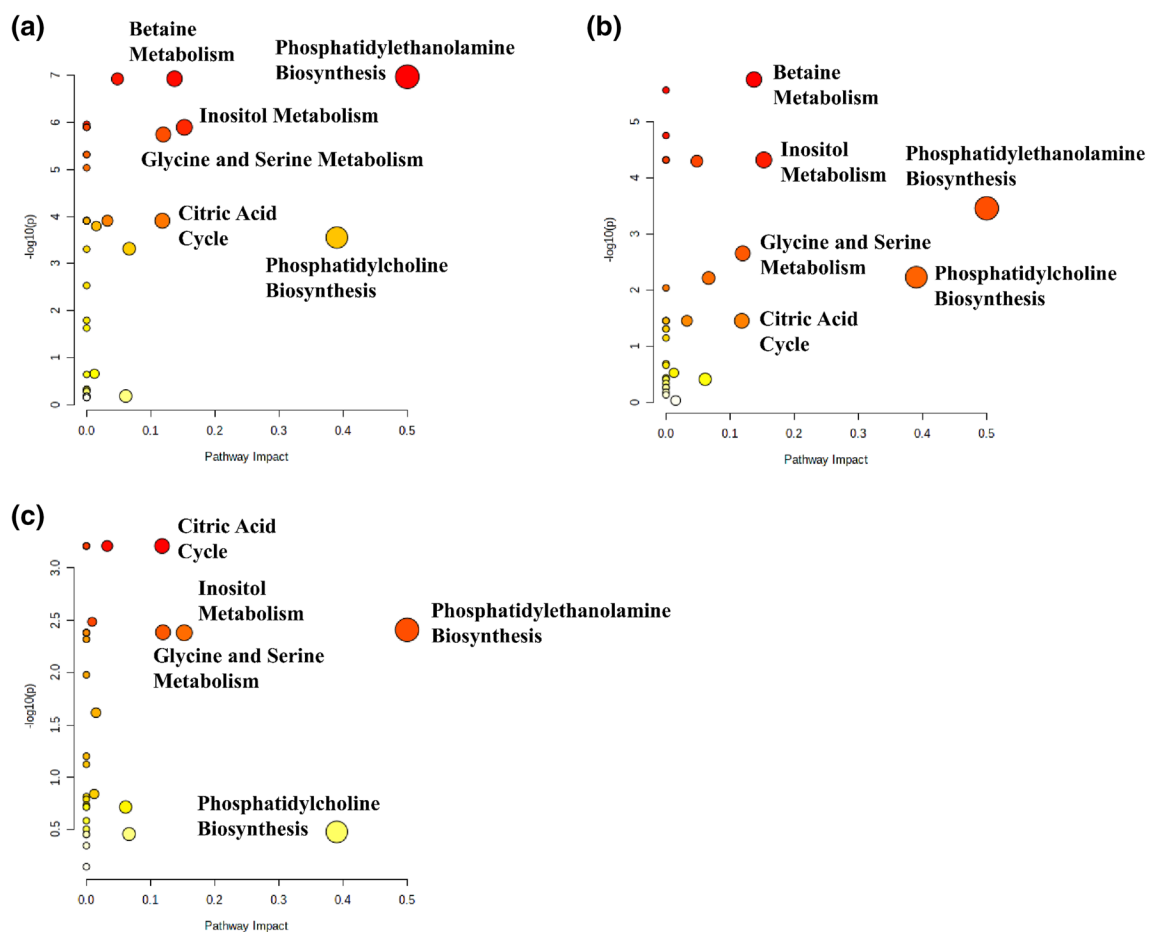 (a)
Betaine
Metabolism
Phosphatidylethanolamine
Biosynthesis
Inositol Metabolism
Glycine and Serine Metabolism
Citric Acid
Cycle
Phosphatidylcholine
Biosynthesis
-log10(p)
7
6
5
4
3
2
1
0
0.0 0.1 0.2 0.3 0.4 0.5
Pathway Impact
(b)
Betaine
Metabolism
Inositol
Metabolism
Phosphatidylethanolamine
Biosynthesis
Glycine and Serine
Metabolism
Phosphatidylcholine
Biosynthesis
Citric Acid
Cycle
-log10(p)
5
4
3
2
1
0
0.0 0.1 0.2 0.3 0.4 0.5
Pathway Impact
(c)
Citric Acid
Cycle
Inositol
Metabolism
Phosphatidylethanolamine
Biosynthesis
Glycine and Serine
Metabolism
Phosphatidylcholine
Biosynthesis
-log10(p)
3.0
2.5
2.0
1.5
1.0
0.5
0.0 0.1 0.2 0.3 0.4 0.5
Pathway Impact